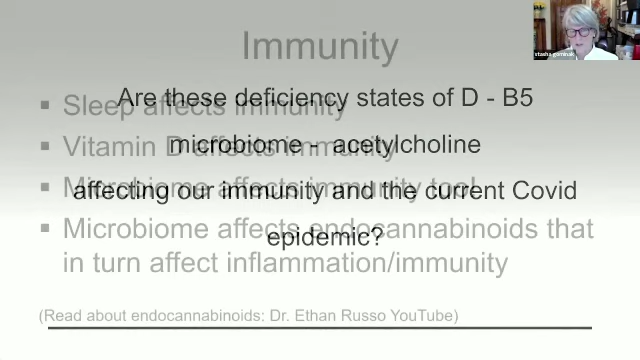 Immunity
Are these deficiency states of D - B5
▪ Sleep affects immunity
microbiome - acetylcholine
▪ Vitamin D affects immunity
affecting our immunity and the current Covid
▪ Microbiome affects immunity too!
epidemic?
▪ Microbiome affects endocannabinoids that
in turn affect inflammation/immunity
(Read about endocannabinoids: Dr. Ethan Russo YouTube)